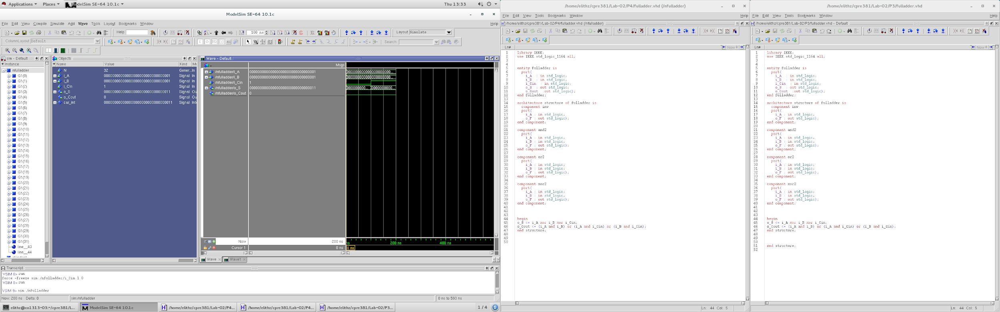 Applications Places ModelSim SE-64 10.1c Thu 13:33
ModelSim SE-64 10.1c
File Edit View Compile Simulate Add Wave Tools Layout Bookmarks Window Help
Help 100 ns Layout Simulate
ColumnLayout Default Search:
sim - Default
Instance
nfulladder
G1(0)
G1(1)
G1(2)
G1(3)
G1(4)
G1(5)
G1(6)
G1(7)
G1(8)
G1(9)
G1(10)
G1(11)
G1(12)
G1(13)
G1(14)
G1(15)
G1(16)
G1(17)
G1(18)
G1(19)
G1(20)
G1(21)
G1(22)
G1(23)
G1(24)
G1(25)
G1(26)
G1(27)
G1(28)
G1(29)
G1(30)
G1(31)
line__43
line__44
Objects
Name Value Kind Mo
N 32 Gener... In
i_A 00000000000000000000000000000001 Signal In
i_B 00000000000000000000000000000001 Signal In
i_Cin 1 Signal In
o_S 00000000000000000000000000000011 Signal Ou
o_Cout 0 Signal Ou
car_int 000000000000000000000000000000011 Signal Int
Wave - Default
Msgs
/nfulladder/i_A 00000000000000000000000000000001
/nfulladder/i_B 00000000000000000000000000000001
/nfulladder/i_Cin 1
/nfulladder/o_S 00000000000000000000000000000011
/nfulladder/o_Cout 0
Now 200 ns ns 200 ns 400 ns
Cursor 1 0 ns 0 ns
Wave Wave1
Transcript
VSIM 6> run
force -freeze sim:/nfulladder/i_Cin 1 0
VSIM 8> run
VSIM 9> sim:/nfulladder
Now: 200 ns Delta: 0 sim:/nfulladder 0 ns to 593 ns
elithz@co1313-03:~/cpre381/L... ModelSim SE-64 10.1c /home/elithz/cpre381/Lab-02/P4... /home/elithz/cpre381/Lab-02/P4... /home/elithz/cpre381/Lab-02/P3... 1 / 4 1
/home/elithz/cpre381/Lab-02/P4/fulladder.vhd (/nfulladder)
File Edit View Tools Bookmarks Window Help
/home/elithz/cpre381/Lab-02/P4/fulladder.vhd (/nfulladder)
Ln# Now
1 library IEEE;
2 use IEEE.std_logic_1164.all;
3
4
5 entity fulladder is
6 port(
7 i_A : in std_logic;
8 i_B : in std_logic;
9 i_Cin : in std_logic;
10 o_S : out std_logic;
11 o_Cout :out std_logic);
12 end fulladder;
13
14 architecture structure of fulladder is
15 component inv
16 port(
17 i_A : in std_logic;
18 o_F : out std_logic);
19 end component;
20
21 component and2
22 port(
23 i_A : in std_logic;
24 i_B : in std_logic;
25 o_F : out std_logic);
26 end component;
27
28 component or2
29 port(
30 i_A : in std_logic;
31 i_B : in std_logic;
32 o_F : out std_logic);
33 end component;
34
35 component xor2
36 port(
37 i_A : in std_logic;
38 i_B : in std_logic;
39 o_F : out std_logic);
40 end component;
41
42
43
44 begin
45 o_S <= i_A xor i_B xor i_Cin;
46 o_Cout <= (i_A and i_B) or (i_A and i_Cin) or (i_B and i_Cin);
47 end structure;
48
49
50
Ln: 44 Col: 5
/home/elithz/cpre381/Lab-02/P3/fulladder.vhd
File Edit View Tools Bookmarks Window Help
/home/elithz/cpre381/Lab-02/P3/fulladder.vhd - Default
Ln# Now
1 library IEEE;
2 use IEEE.std_logic_1164.all;
3
4
5 entity fulladder is
6 port(
7 i_A : in std_logic;
8 i_B : in std_logic;
9 i_Cin : in std_logic;
10 o_S : out std_logic;
11 o_Cout :out std_logic);
12 end fulladder;
13
14 architecture structure of fulladder is
15 component inv
16 port(
17 i_A : in std_logic;
18 o_F : out std_logic);
19 end component;
20
21 component and2
22 port(
23 i_A : in std_logic;
24 i_B : in std_logic;
25 o_F : out std_logic);
26 end component;
27
28 component or2
29 port(
30 i_A : in std_logic;
31 i_B : in std_logic;
32 o_F : out std_logic);
33 end component;
34
35 component xor2
36 port(
37 i_A : in std_logic;
38 i_B : in std_logic;
39 o_F : out std_logic);
40 end component;
41
42
43
44 begin
45 o_S <= i_A xor i_B xor i_Cin;
46 o_Cout <= (i_A and i_B) or (i_A and i_Cin) or (i_B and i_Cin);
47 end structure;
48
49
50
51 end structure;
52
Ln: 44 Col: 5